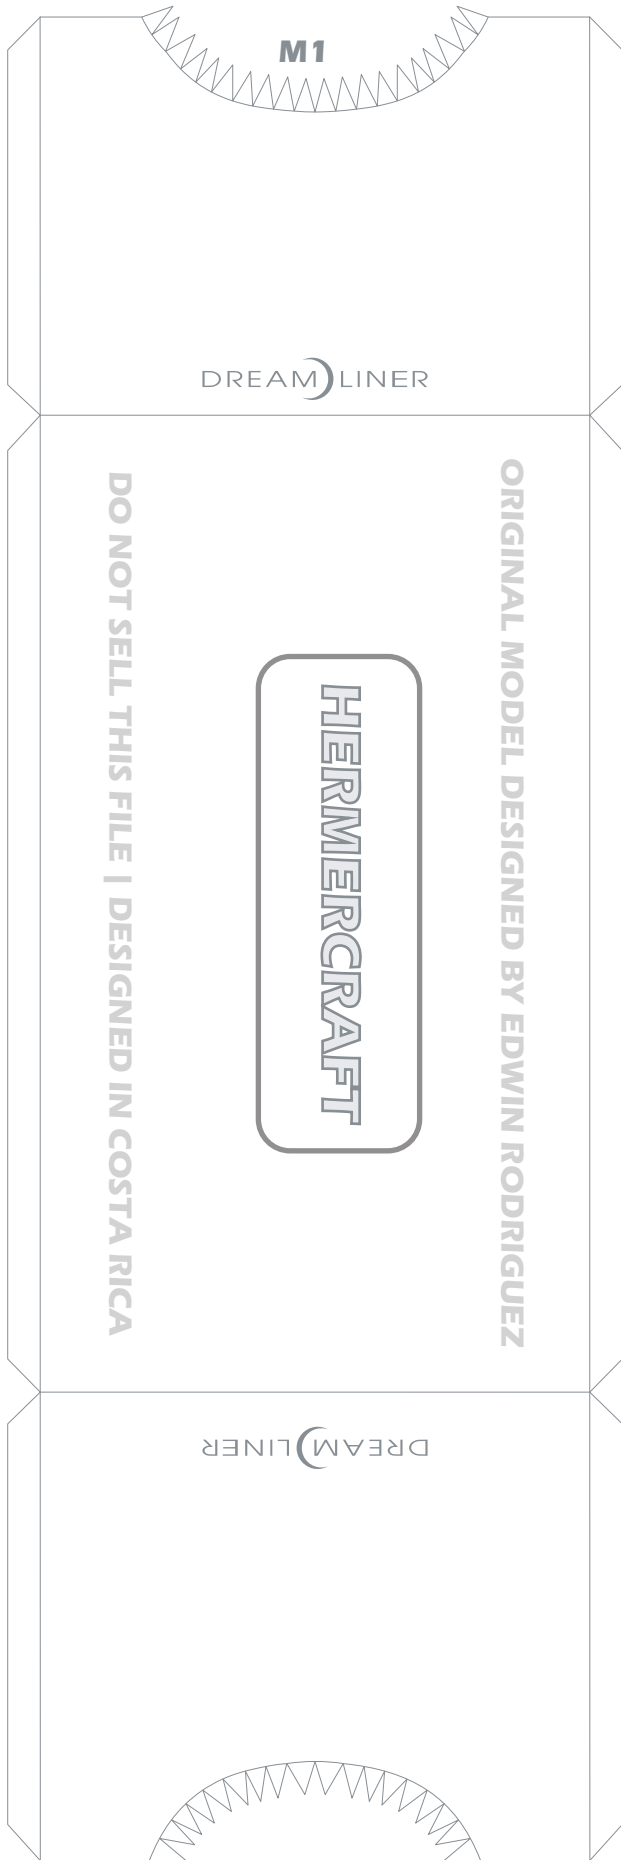 M1
DREAM LINER
ORIGINAL MODEL DESIGNED BY EDWIN RODRIGUEZ
HERMERCRAFT
DO NOT SELL THIS FILE | DESIGNED IN COSTA RICA
DREAM LINER